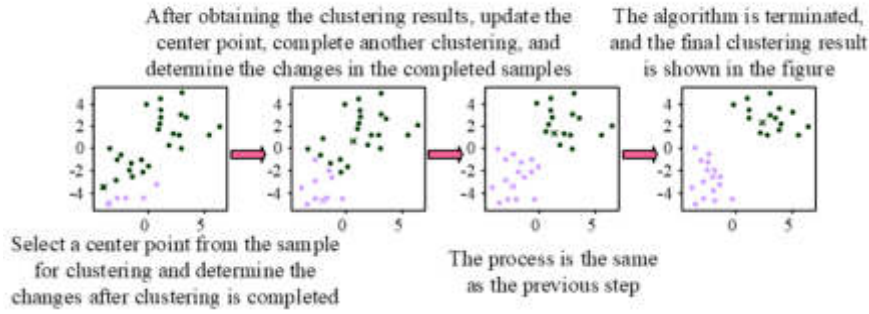 After obtaining the clustering results, update the
center point, complete another clustering, and
determine the changes in the completed samples
The algorithm is terminated,
and the final clustering result
is shown in the figure
4
2
0
−2
−4
0
5
4
2
0
−2
−4
0
5
4
2
0
−2
−4
0
5
4
2
0
−2
−4
0
5
Select a center point from the sample
for clustering and determine the
changes after clustering is completed
The process is the same
as the previous step